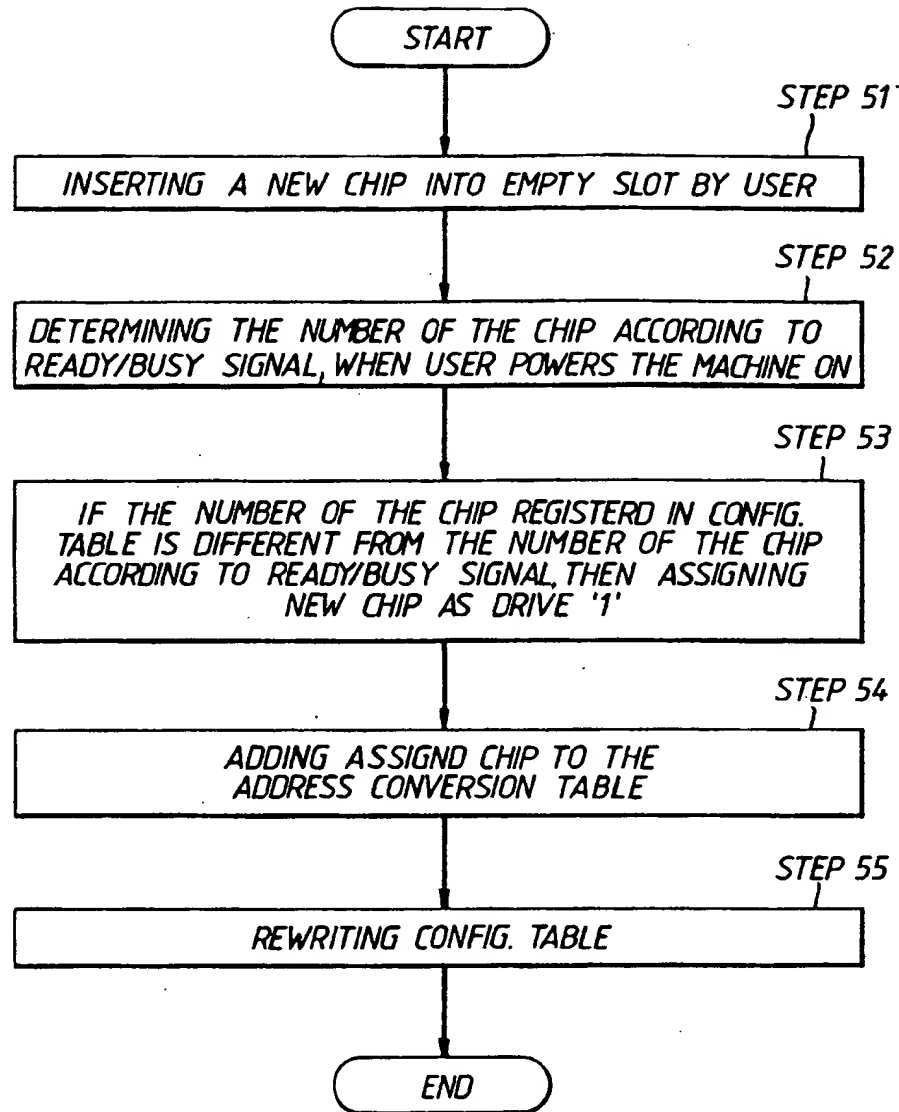 START
STEP 51
INSERTING A NEW CHIP INTO EMPTY SLOT BY USER
STEP 52
DETERMINING THE NUMBER OF THE CHIP ACCORDING TO
READY/BUSY SIGNAL, WHEN USER POWERS THE MACHINE ON
STEP 53
IF THE NUMBER OF THE CHIP REGISTERD IN CONFIG.
TABLE IS DIFFERENT FROM THE NUMBER OF THE CHIP
ACCORDING TO READY/BUSY SIGNAL, THEN ASSIGNING
NEW CHIP AS DRIVE '1'
STEP 54
ADDING ASSIGND CHIP TO THE
ADDRESS CONVERSION TABLE
STEP 55
REWRITING CONFIG. TABLE
END